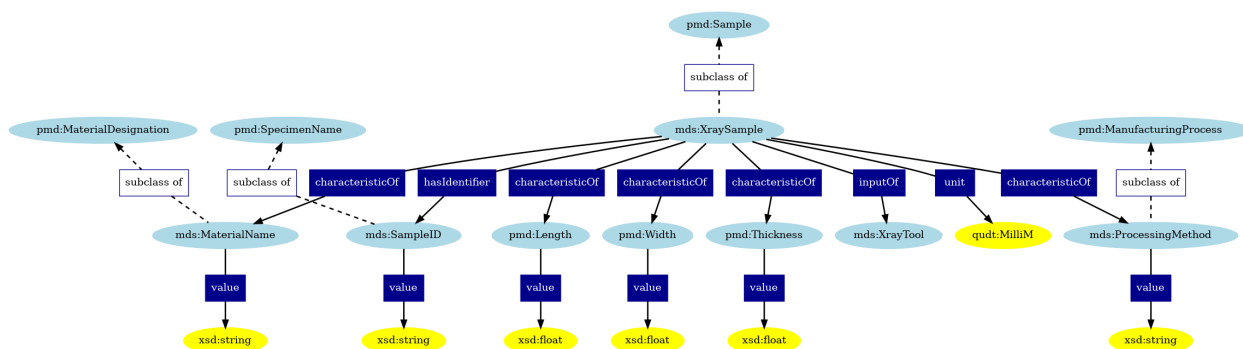 pmd:Sample
subclass of
pmd:MaterialDesignation pmd:SpecimenName mds:XraySample pmd:ManufacturingProcess
subclass of subclass of characteristicOf hasIdentifier characteristicOf characteristicOf characteristicOf inputOf unit characteristicOf subclass of
mds:MaterialName mds:SampleID pmd:Length pmd:Width pmd:Thickness mds:XrayTool qudt:MilliM mds:ProcessingMethod
value value value value value value
xsd:string xsd:string xsd:float xsd:float xsd:float xsd:string